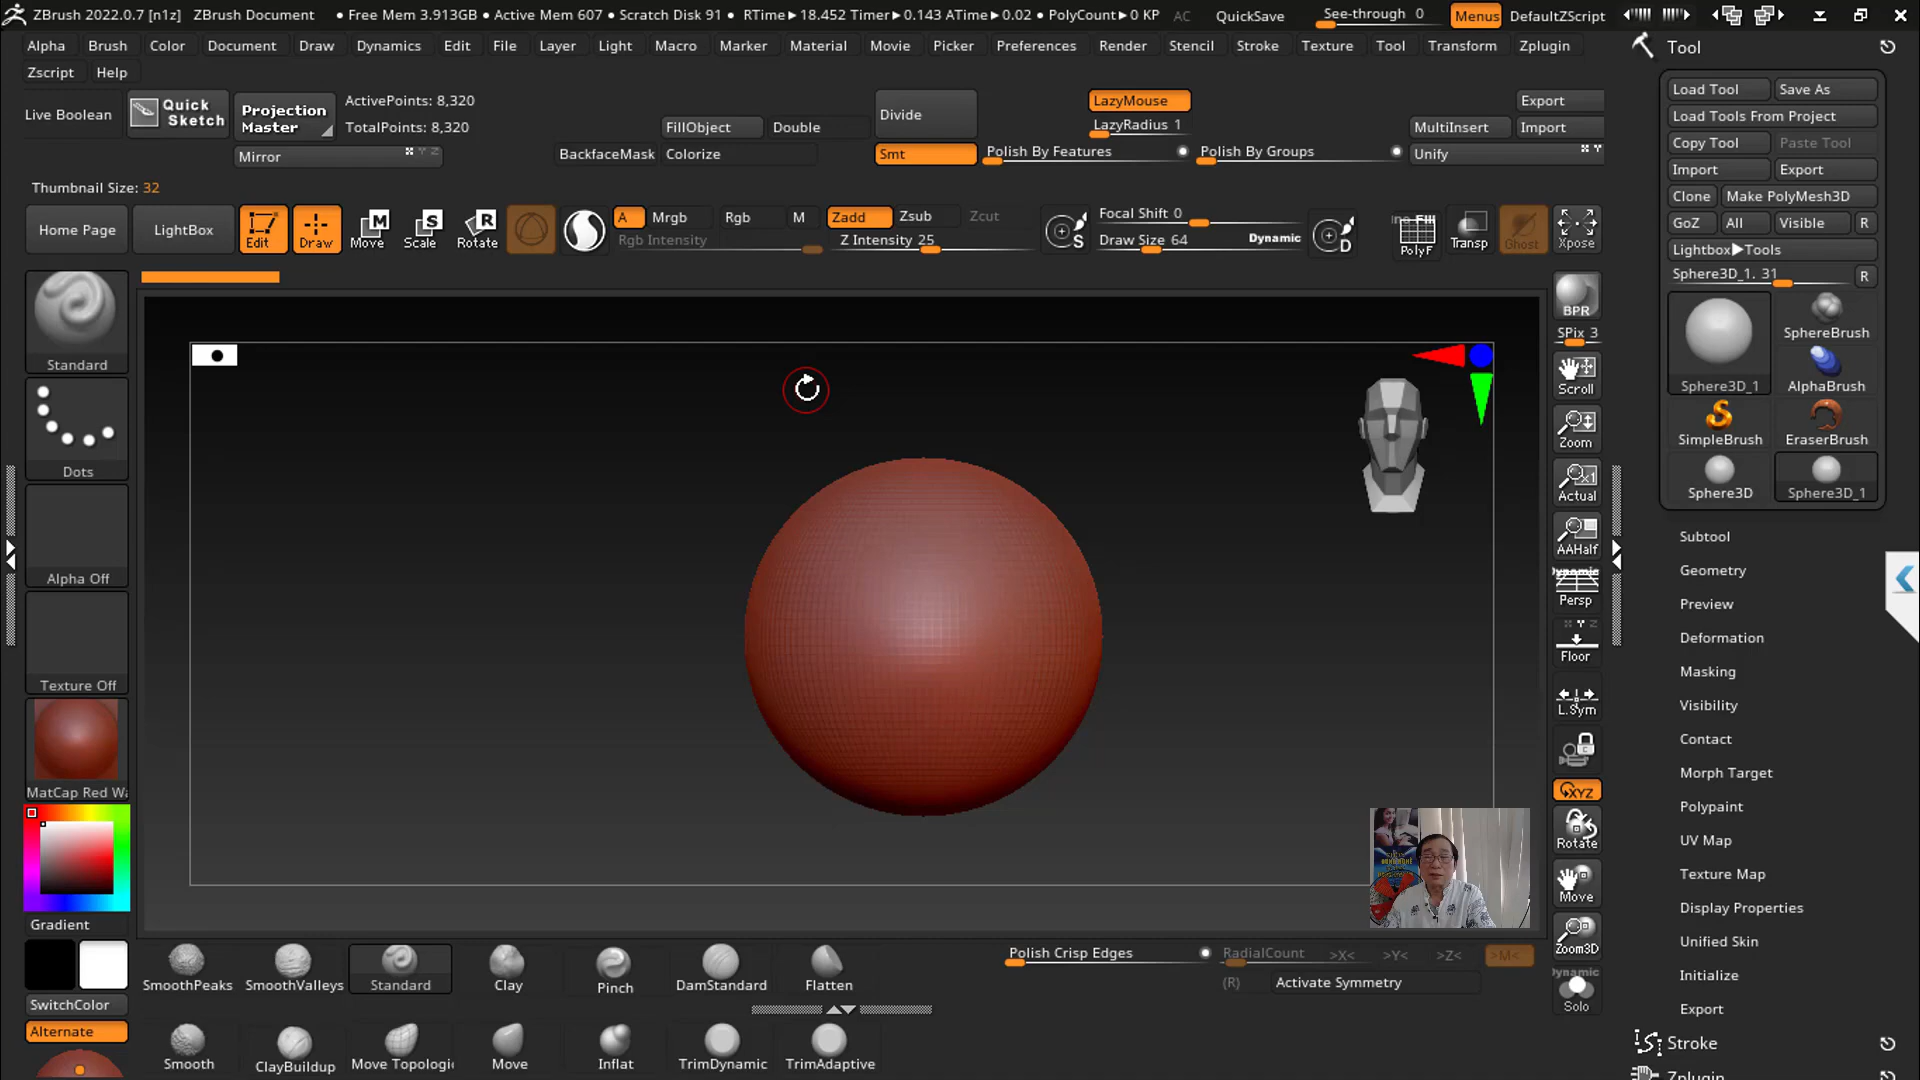 ZBrush 2022.0.7 [n1z] ZBrush Document • Free Mem 3.913GB • Active Mem 607 • Scratch Disk 91 • RTime▶18.452 Timer▶0.143 ATime▶0.02 • PolyCount▶0 KP AC QuickSave See-through 0 Menus DefaultZScript
Alpha Brush Color Document Draw Dynamics Edit File Layer Light Macro Marker Material Movie Picker Preferences Render Stencil Stroke Texture Tool Transform Zplugin
Zscript Help
Live Boolean
Quick
Sketch
Projection
Master
ActivePoints: 8,320
TotalPoints: 8,320
Mirror
BackfaceMask
FillObject Double
Colorize
Divide
Smt
LazyMouse
LazyRadius 1
Polish By Features
Polish By Groups
MultiInsert
Unify
Export
Import
Thumbnail Size: 32
Home Page LightBox Edit Draw Move Scale Rotate
A Mrgb Rgb M Zadd Zsub Zcut
Rgb Intensity Z Intensity 25
Focal Shift 0
Draw Size 64 Dynamic
S
D
PolyF Transp Ghost Xpose
Standard
Dots
Alpha Off
Texture Off
MatCap Red Wa
Gradient
SwitchColor
Alternate
BPR
SPix 3
Scroll
Zoom
Actual
AAHalf
Dynamic
Persp
Floor
L.Sym
XYZ
Rotate
Move
Zoom3D
Dynamic
Solo
SmoothPeaks SmoothValleys Standard Clay Pinch DamStandard Flatten
Smooth ClayBuildup Move Topologic Move Inflat TrimDynamic TrimAdaptive
Polish Crisp Edges
RadialCount >X< >Y< >Z< >M<
(R) Activate Symmetry
Tool
Load Tool Save As
Load Tools From Project
Copy Tool Paste Tool
Import Export
Clone Make PolyMesh3D
GoZ All Visible R
Lightbox▶Tools
Sphere3D_1. 31 R
Sphere3D_1
SphereBrush
AlphaBrush
SimpleBrush EraserBrush
Sphere3D Sphere3D_1
Subtool
Geometry
Preview
Deformation
Masking
Visibility
Contact
Morph Target
Polypaint
UV Map
Texture Map
Display Properties
Unified Skin
Initialize
Export
Stroke
Zplugin